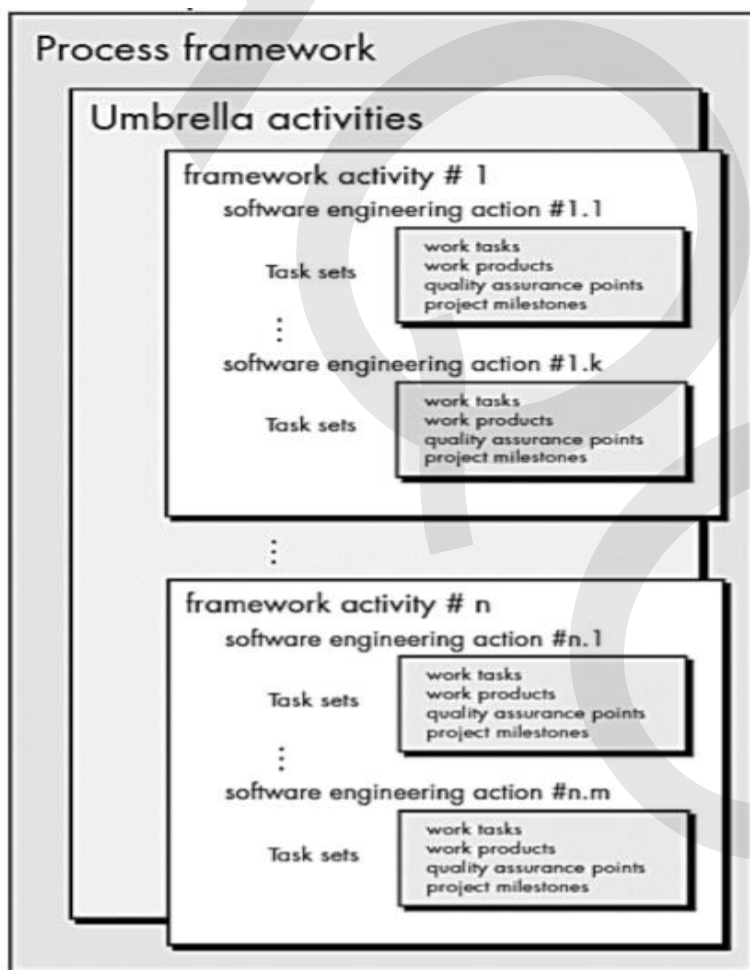 Process framework
Umbrella activities
framework activity # 1
software engineering action #1.1
Task sets
work tasks
work products
quality assurance points
project milestones
software engineering action #1.k
Task sets
work tasks
work products
quality assurance points
project milestones
framework activity # n
software engineering action #n.1
Task sets
work tasks
work products
quality assurance points
project milestones
software engineering action #n.m
Task sets
work tasks
work products
quality assurance points
project milestones